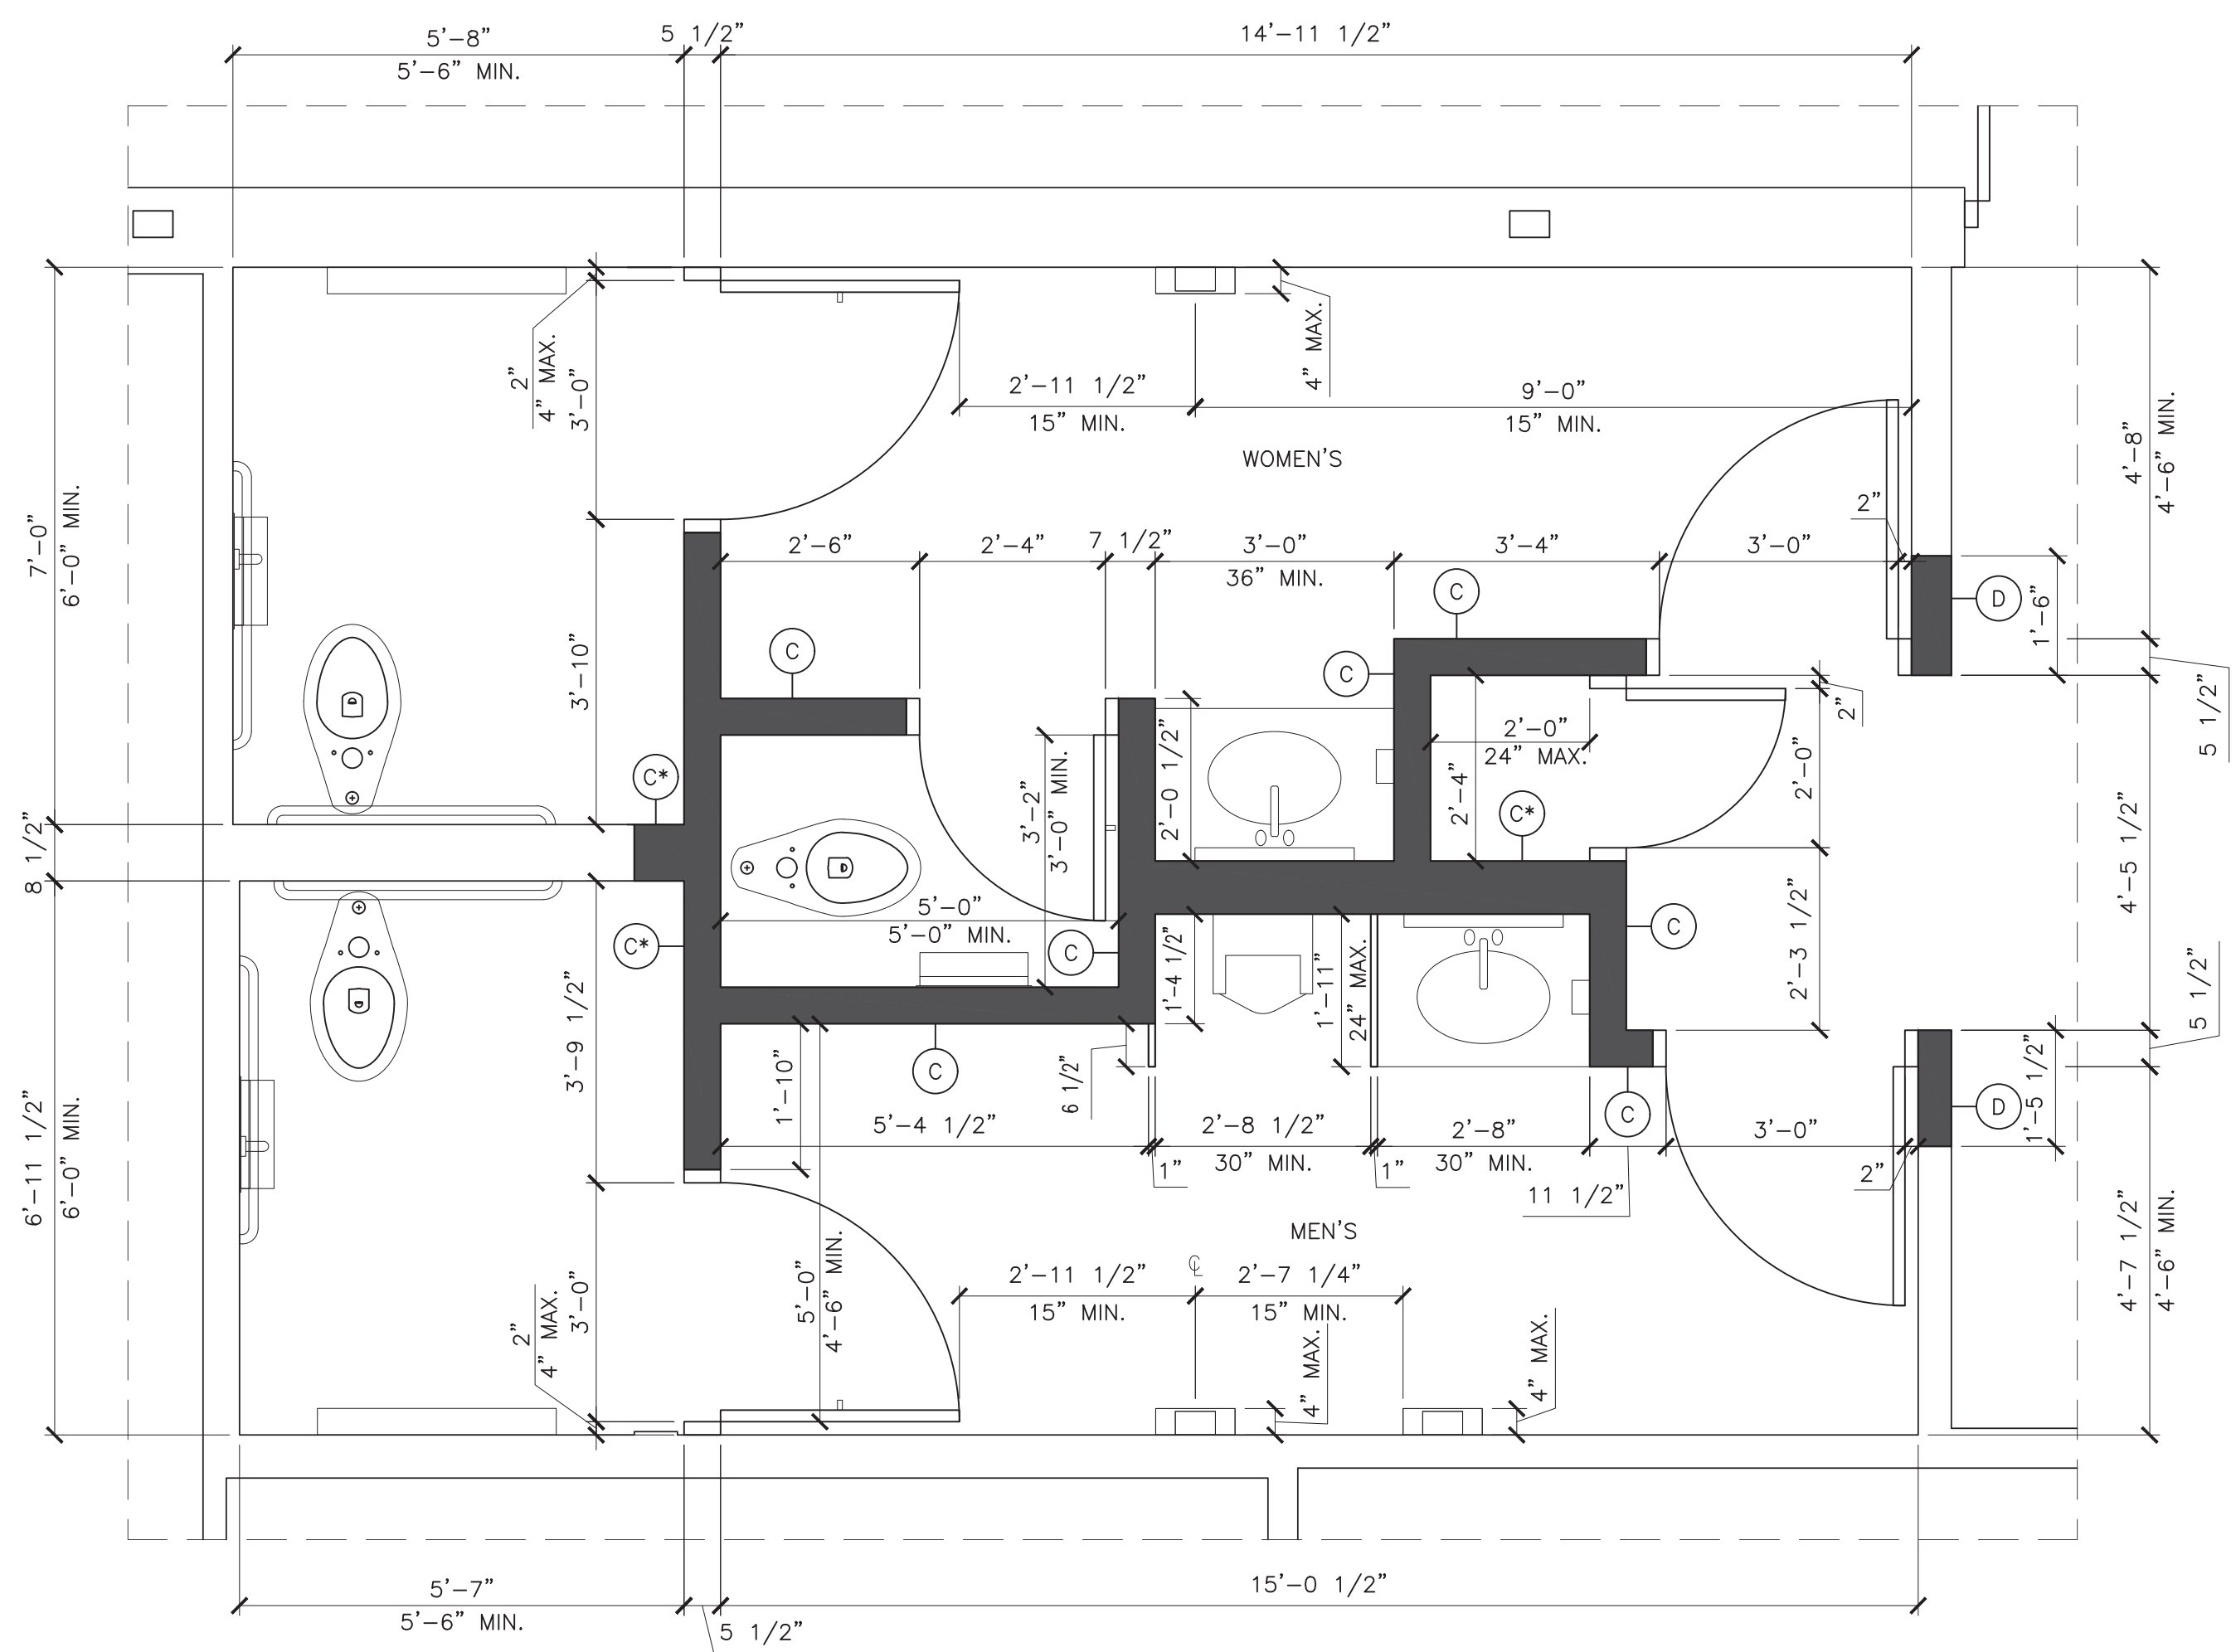 5'-8"
5'-6" MIN.
5 1/2"
14'-11 1/2"
2"
4" MAX.
3'-0"
4" MAX.
2'-11 1/2"
15" MIN.
9'-0"
15" MIN.
WOMEN'S
4'-8"
4'-6" MIN.
7'-0"
6'-0" MIN.
2"
2'-6"
2'-4"
7 1/2"
3'-0"
36" MIN.
3'-4"
3'-0"
C
D
1'-6"
3'-10"
C
C
5 1/2"
2"
2'-0"
24" MAX.
2'-0 1/2"
2'-4"
2'-0"
C*
3'-2"
3'-0" MIN.
C*
8 1/2"
4'-5 1/2"
5'-0"
5'-0" MIN.
C*
C
C
1'-4 1/2"
1'-11"
24" MAX.
2'-3 1/2"
5 1/2"
3'-9 1/2"
6'-11 1/2"
6'-0" MIN.
1'-10"
C
6 1/2"
C
D
1'-5 1/2"
5'-4 1/2"
2'-8 1/2"
30" MIN.
2'-8"
30" MIN.
3'-0"
1"
1"
11 1/2"
2"
MEN'S
4'-7 1/2"
4'-6" MIN.
5'-0"
4'-6" MIN.
2"
4" MAX.
3'-0"
2'-11 1/2"
15" MIN.
CL
2'-7 1/4"
15" MIN.
4" MAX.
4" MAX.
5'-7"
5'-6" MIN.
5 1/2"
15'-0 1/2"